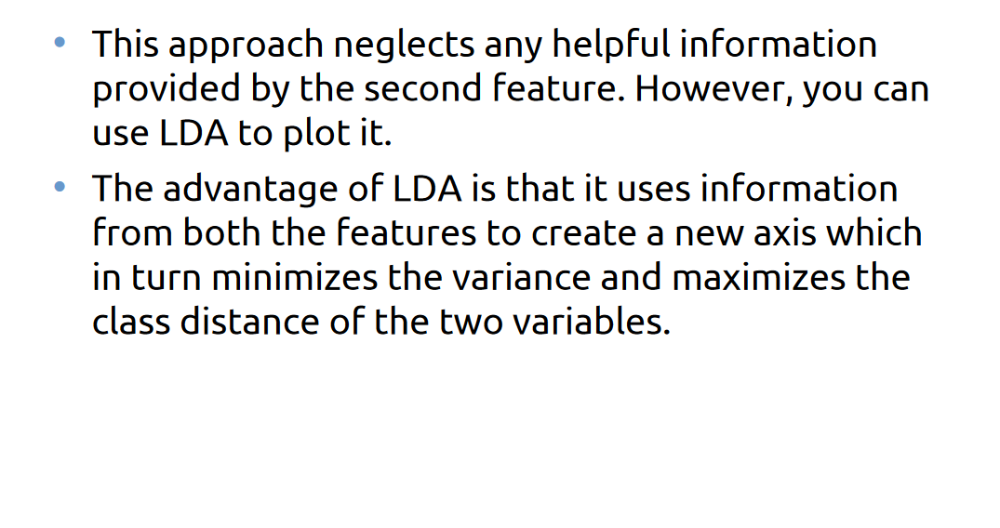 • This approach neglects any helpful information
provided by the second feature. However, you can
use LDA to plot it.
• The advantage of LDA is that it uses information
from both the features to create a new axis which
in turn minimizes the variance and maximizes the
class distance of the two variables.